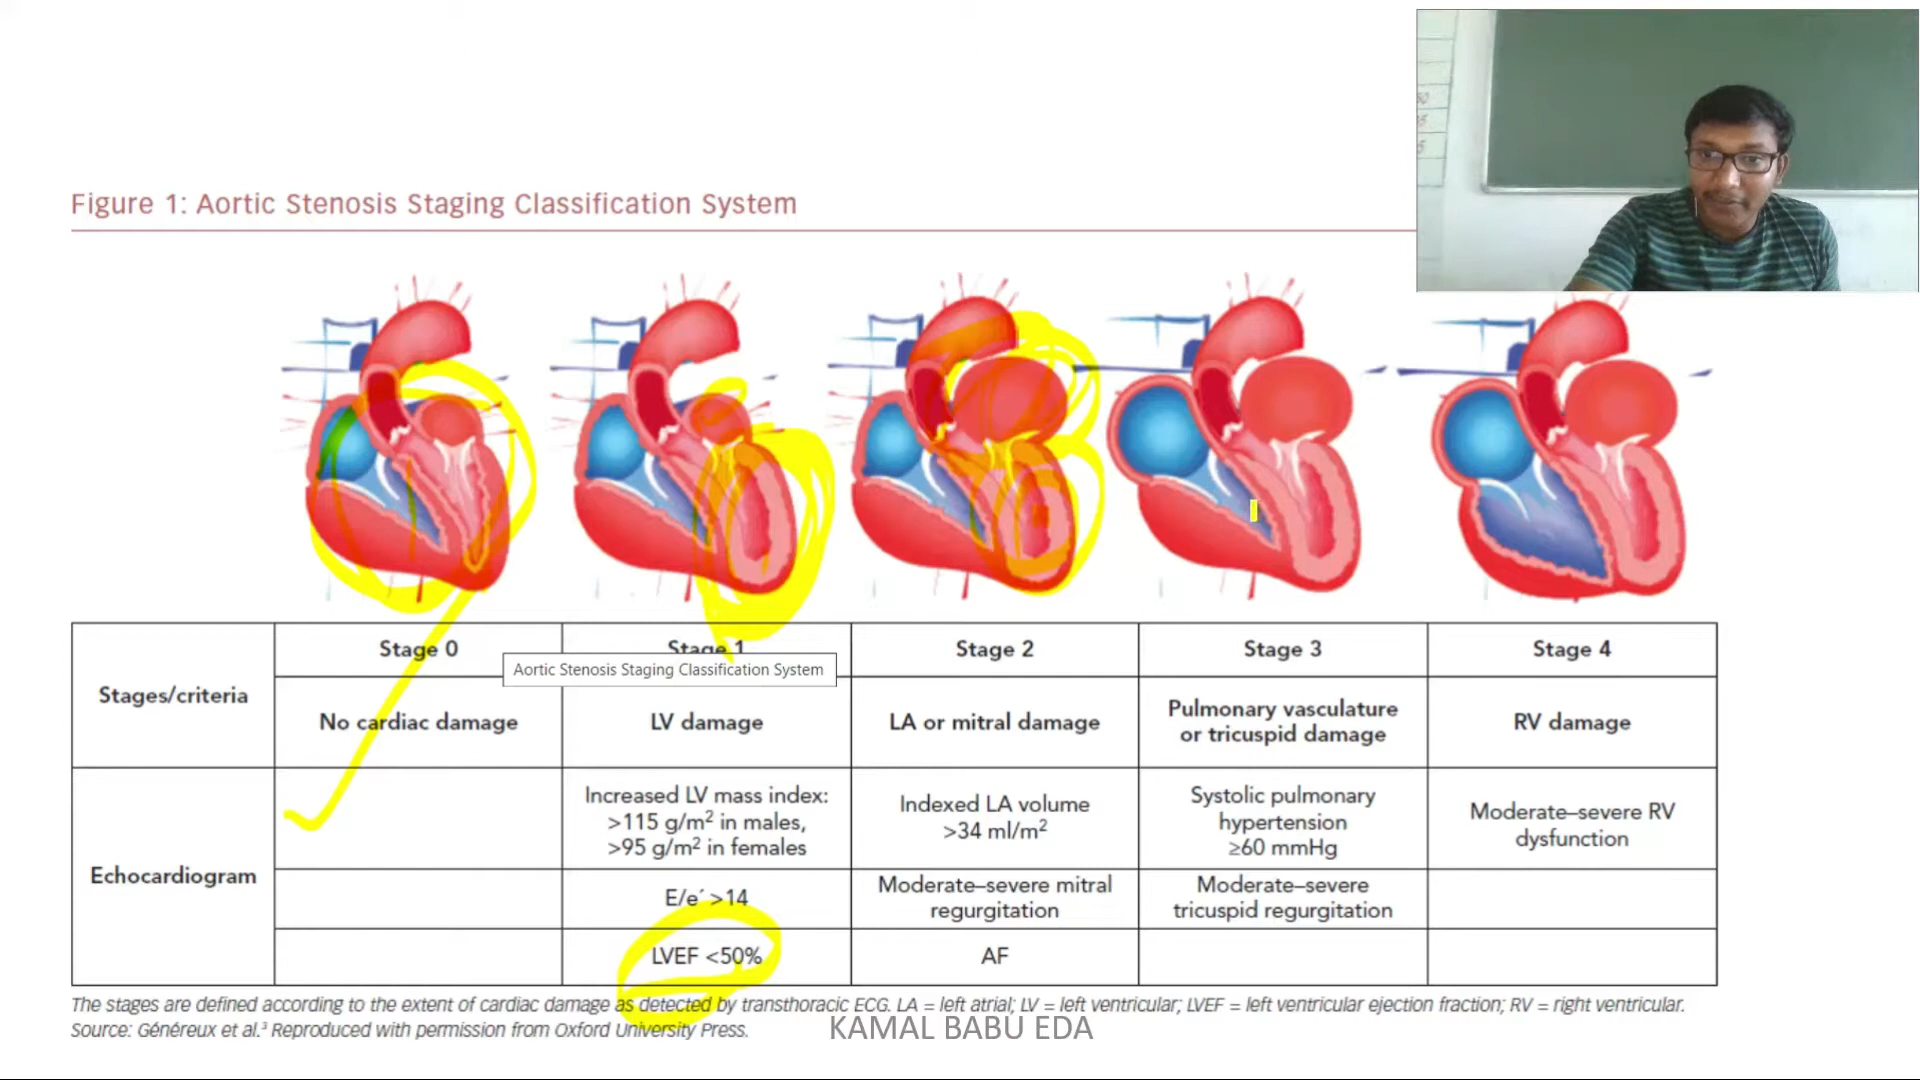 Figure 1: Aortic Stenosis Staging Classification System
Stages/criteria
Stage 0
Stage 1
Stage 2
Stage 3
Stage 4
Aortic Stenosis Staging Classification System
No cardiac damage
LV damage
LA or mitral damage
Pulmonary vasculature
or tricuspid damage
RV damage
Echocardiogram
Increased LV mass index:
>115 g/m² in males,
>95 g/m² in females
Indexed LA volume
>34 ml/m²
Systolic pulmonary
hypertension
≥60 mmHg
Moderate–severe RV
dysfunction
E/e´ >14
Moderate–severe mitral
regurgitation
Moderate–severe
tricuspid regurgitation
LVEF <50%
AF
The stages are defined according to the extent of cardiac damage as detected by transthoracic ECG. LA = left atrial; LV = left ventricular; LVEF = left ventricular ejection fraction; RV = right ventricular.
Source: Généreux et al.³ Reproduced with permission from Oxford University Press.
KAMAL BABU EDA